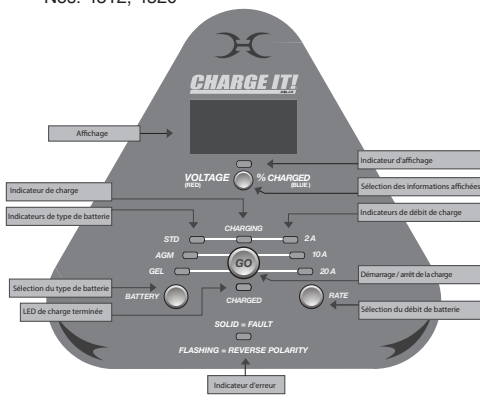 Nos. 4512, 4520
CHARGE IT!
Affichage
Indicateur d'affichage
VOLTAGE % CHARGED
(RED) (BLUE)
Sélection des informations affichées
Indicateur de charge
Indicateurs de type de batterie
Indicateurs de débit de charge
CHARGING
STD 2 A
AGM 10 A
GO
GEL 20 A
Démarrage / arrêt de la charge
Sélection du type de batterie
BATTERY RATE
CHARGED
LED de charge terminée
Sélection du débit de batterie
SOLID = FAULT
FLASHING = REVERSE POLARITY
Indicateur d'erreur